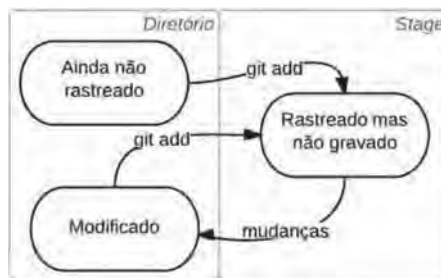 Diretório
Stage
Ainda não
rastreado
git add
Rastreado mas
não gravado
git add
Modificado
mudanças